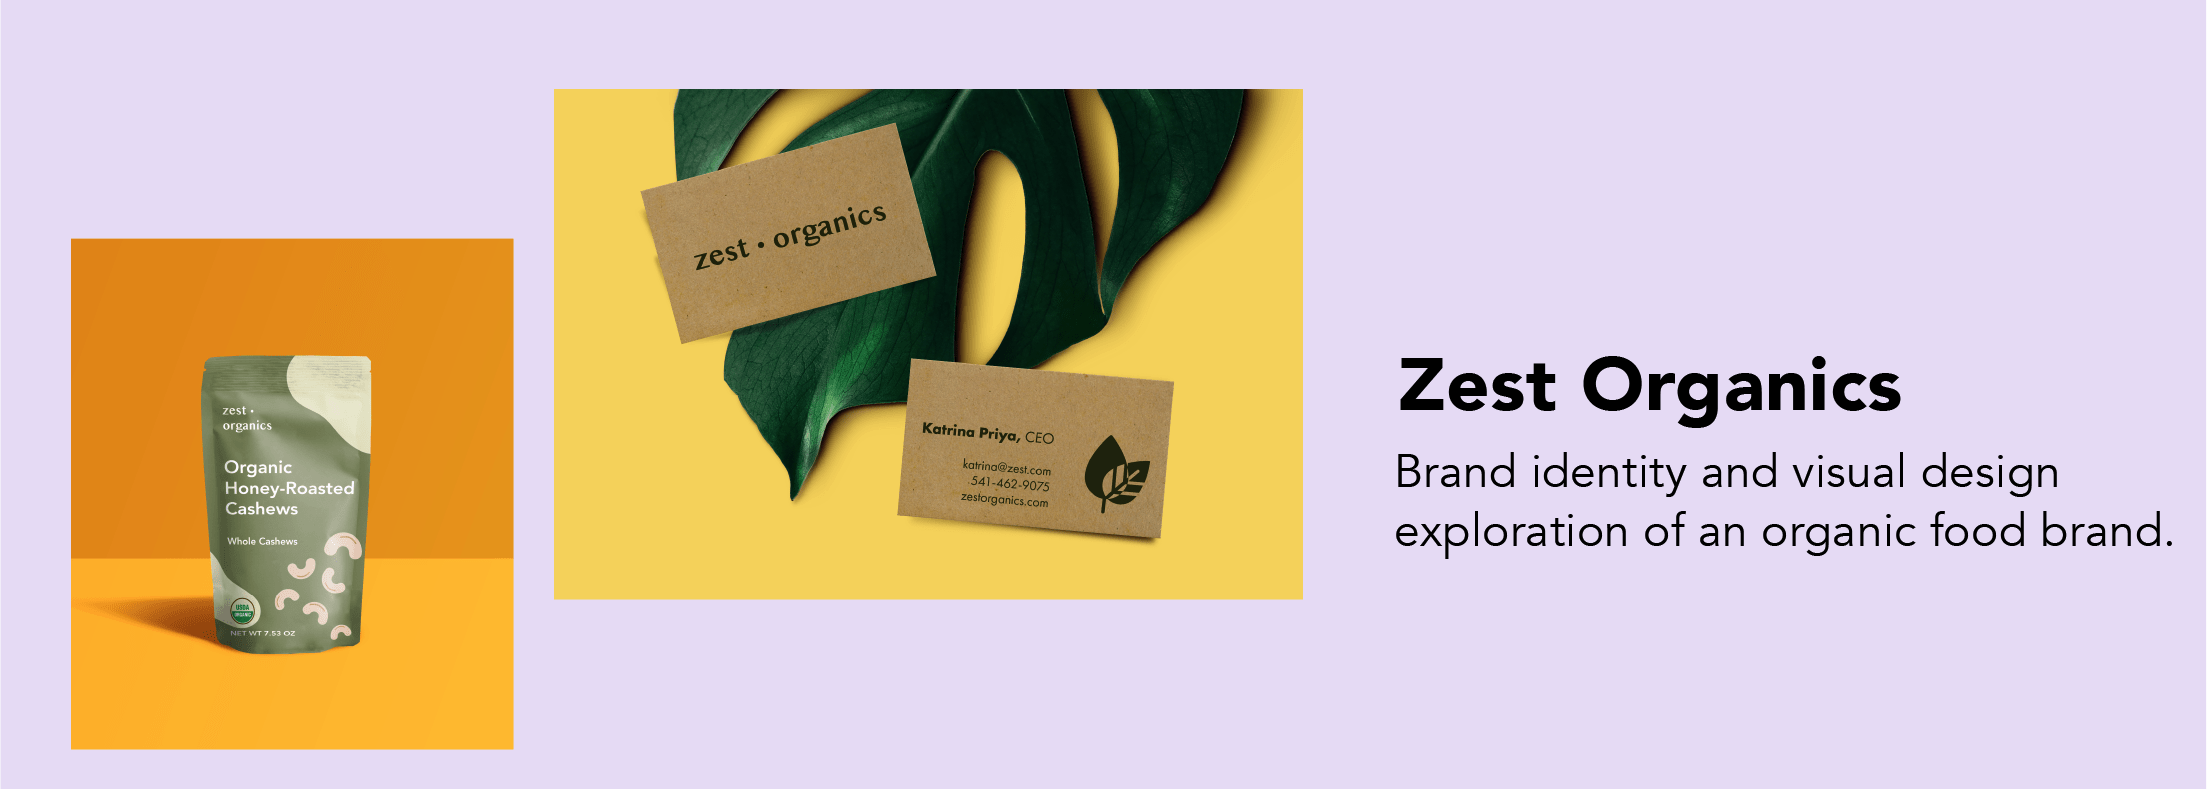 zest •
organics
Organic
Honey-Roasted
Cashews
Whole Cashews
USDA
ORGANIC
NET WT 7.53 OZ
zest • organics
Katrina Priya, CEO
katrina@zest.com
541-462-9075
zestorganics.com
Zest Organics
Brand identity and visual design
exploration of an organic food brand.